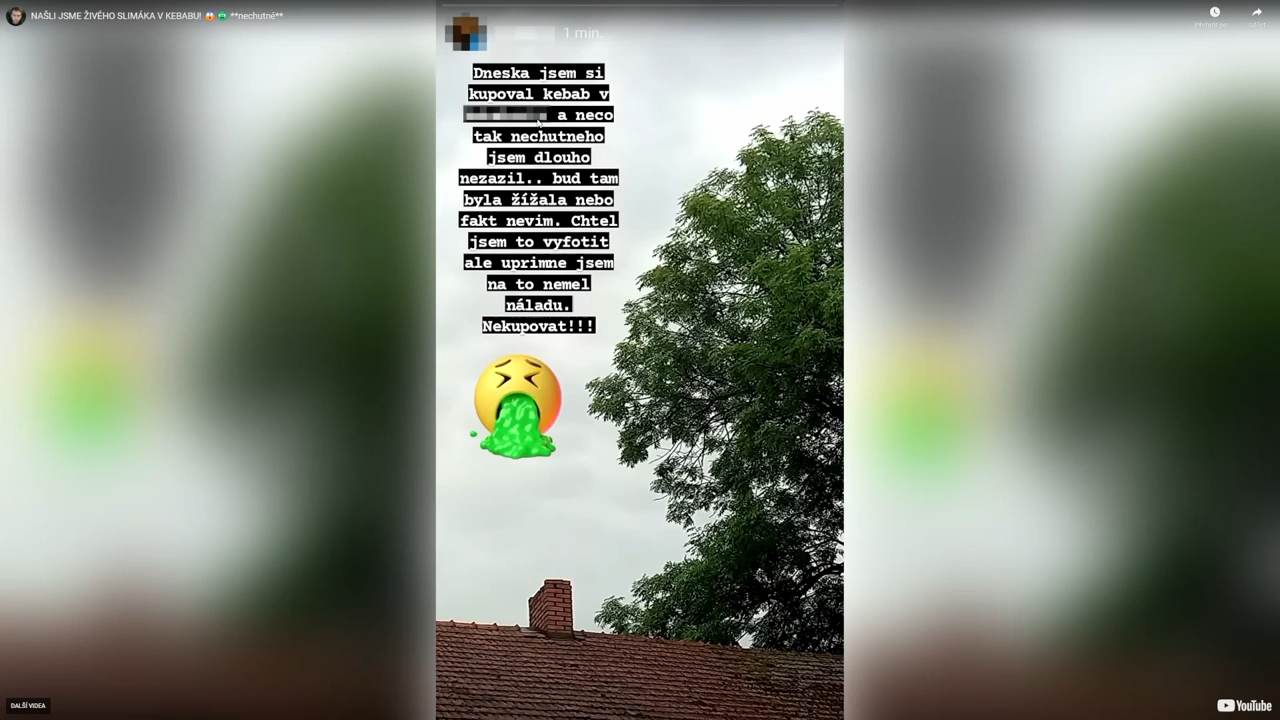 NAŠLI JSME ŽIVÉHO SLIMÁKA V KEBABU! 😱🤮 **nechutné**
1 min.
Dneska jsem si
kupoval kebab v
a neco
tak nechutneho
jsem dlouho
nezazil.. bud tam
byla žížala nebo
fakt nevim. Chtel
jsem to vyfotit
ale uprimne jsem
na to nemel
náladu.
Nekupovat!!!
Sdílet
DALŠÍ VIDEA
YouTube